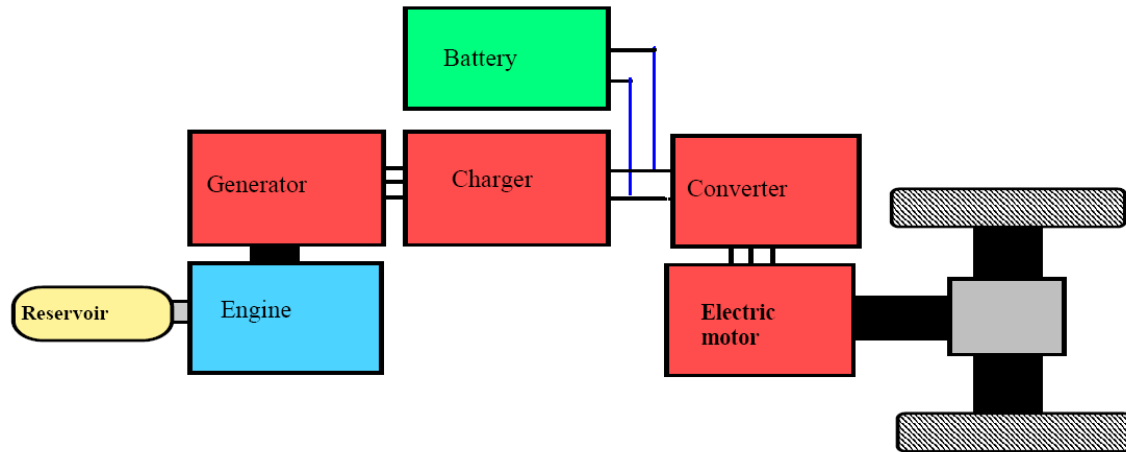 Battery
Generator
Charger
Converter
Reservoir
Engine
Electric
motor